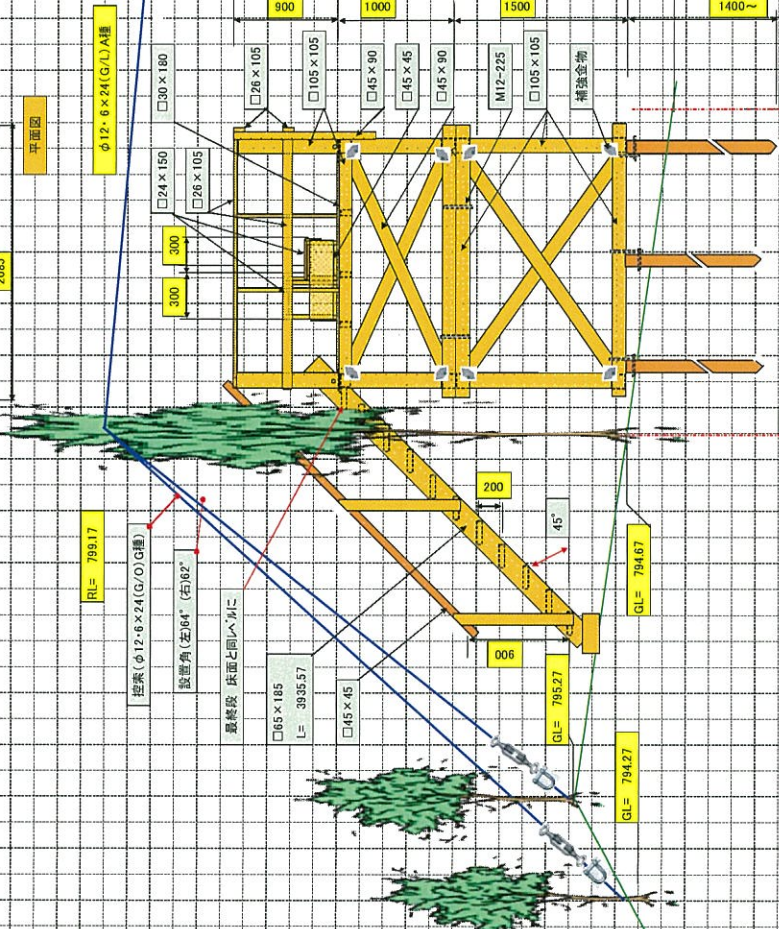 900
1000
1500
1400～
平面図
φ12・6×24(G/L)A種
□30×180
□26×105
□105×105
□45×90
□45×45
□45×90
M12-225
□105×105
補強金物
□24×150
□26×105
300
300
RL= 799.17
控索(φ12・6×24(G/O)G種)
設置角(左)64° (右)62°
最終段 床面と同レベルに
□65×185
L= 3935.57
□45×45
200
45°
900
GL= 794.67
GL= 795.27
GL= 794.27